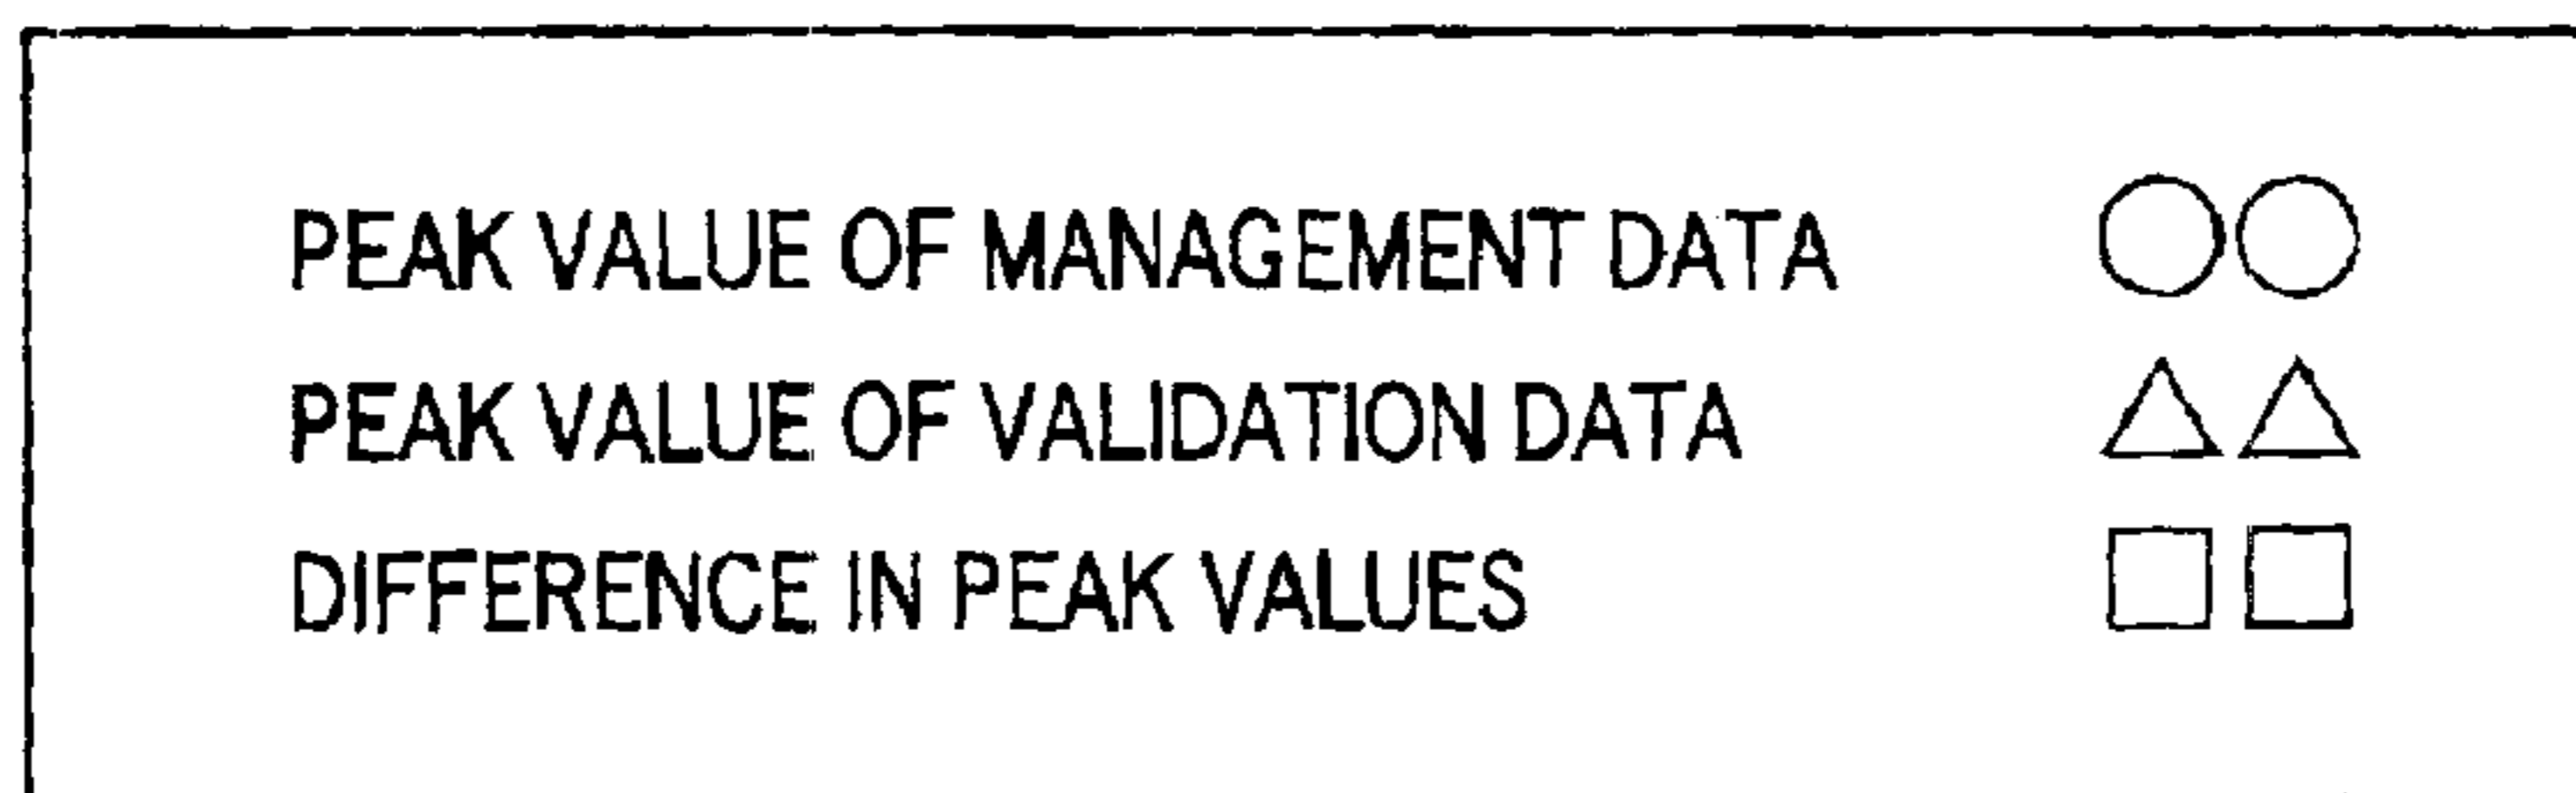 PEAK VALUE OF MANAGEMENT DATA ○○
PEAK VALUE OF VALIDATION DATA △△
DIFFERENCE IN PEAK VALUES □□